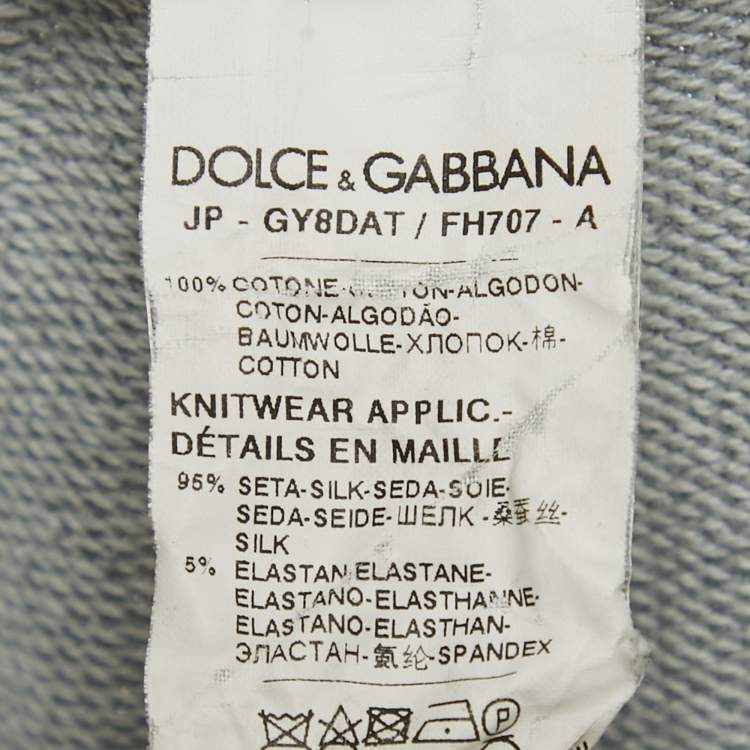 DOLCE & GABBANA
JP - GY8DAT / FH707 - A
100% COTONE- -ALGODON-
COTON-ALGODÃO-
BAUMWOLLE-ХЛОПОК-棉-
COTTON
KNITWEAR APPLIC.-
DÉTAILS EN MAILLE
95% SETA-SILK-SEDA-SOIE-
SEDA-SEIDE-ШЕЛК-桑蚕丝-
SILK
5% ELASTAN ELASTANE-
ELASTANO-ELASTHANNE-
ELASTANO-ELASTHAN-
ЭЛАСТАН-氨纶-SPANDEX
P